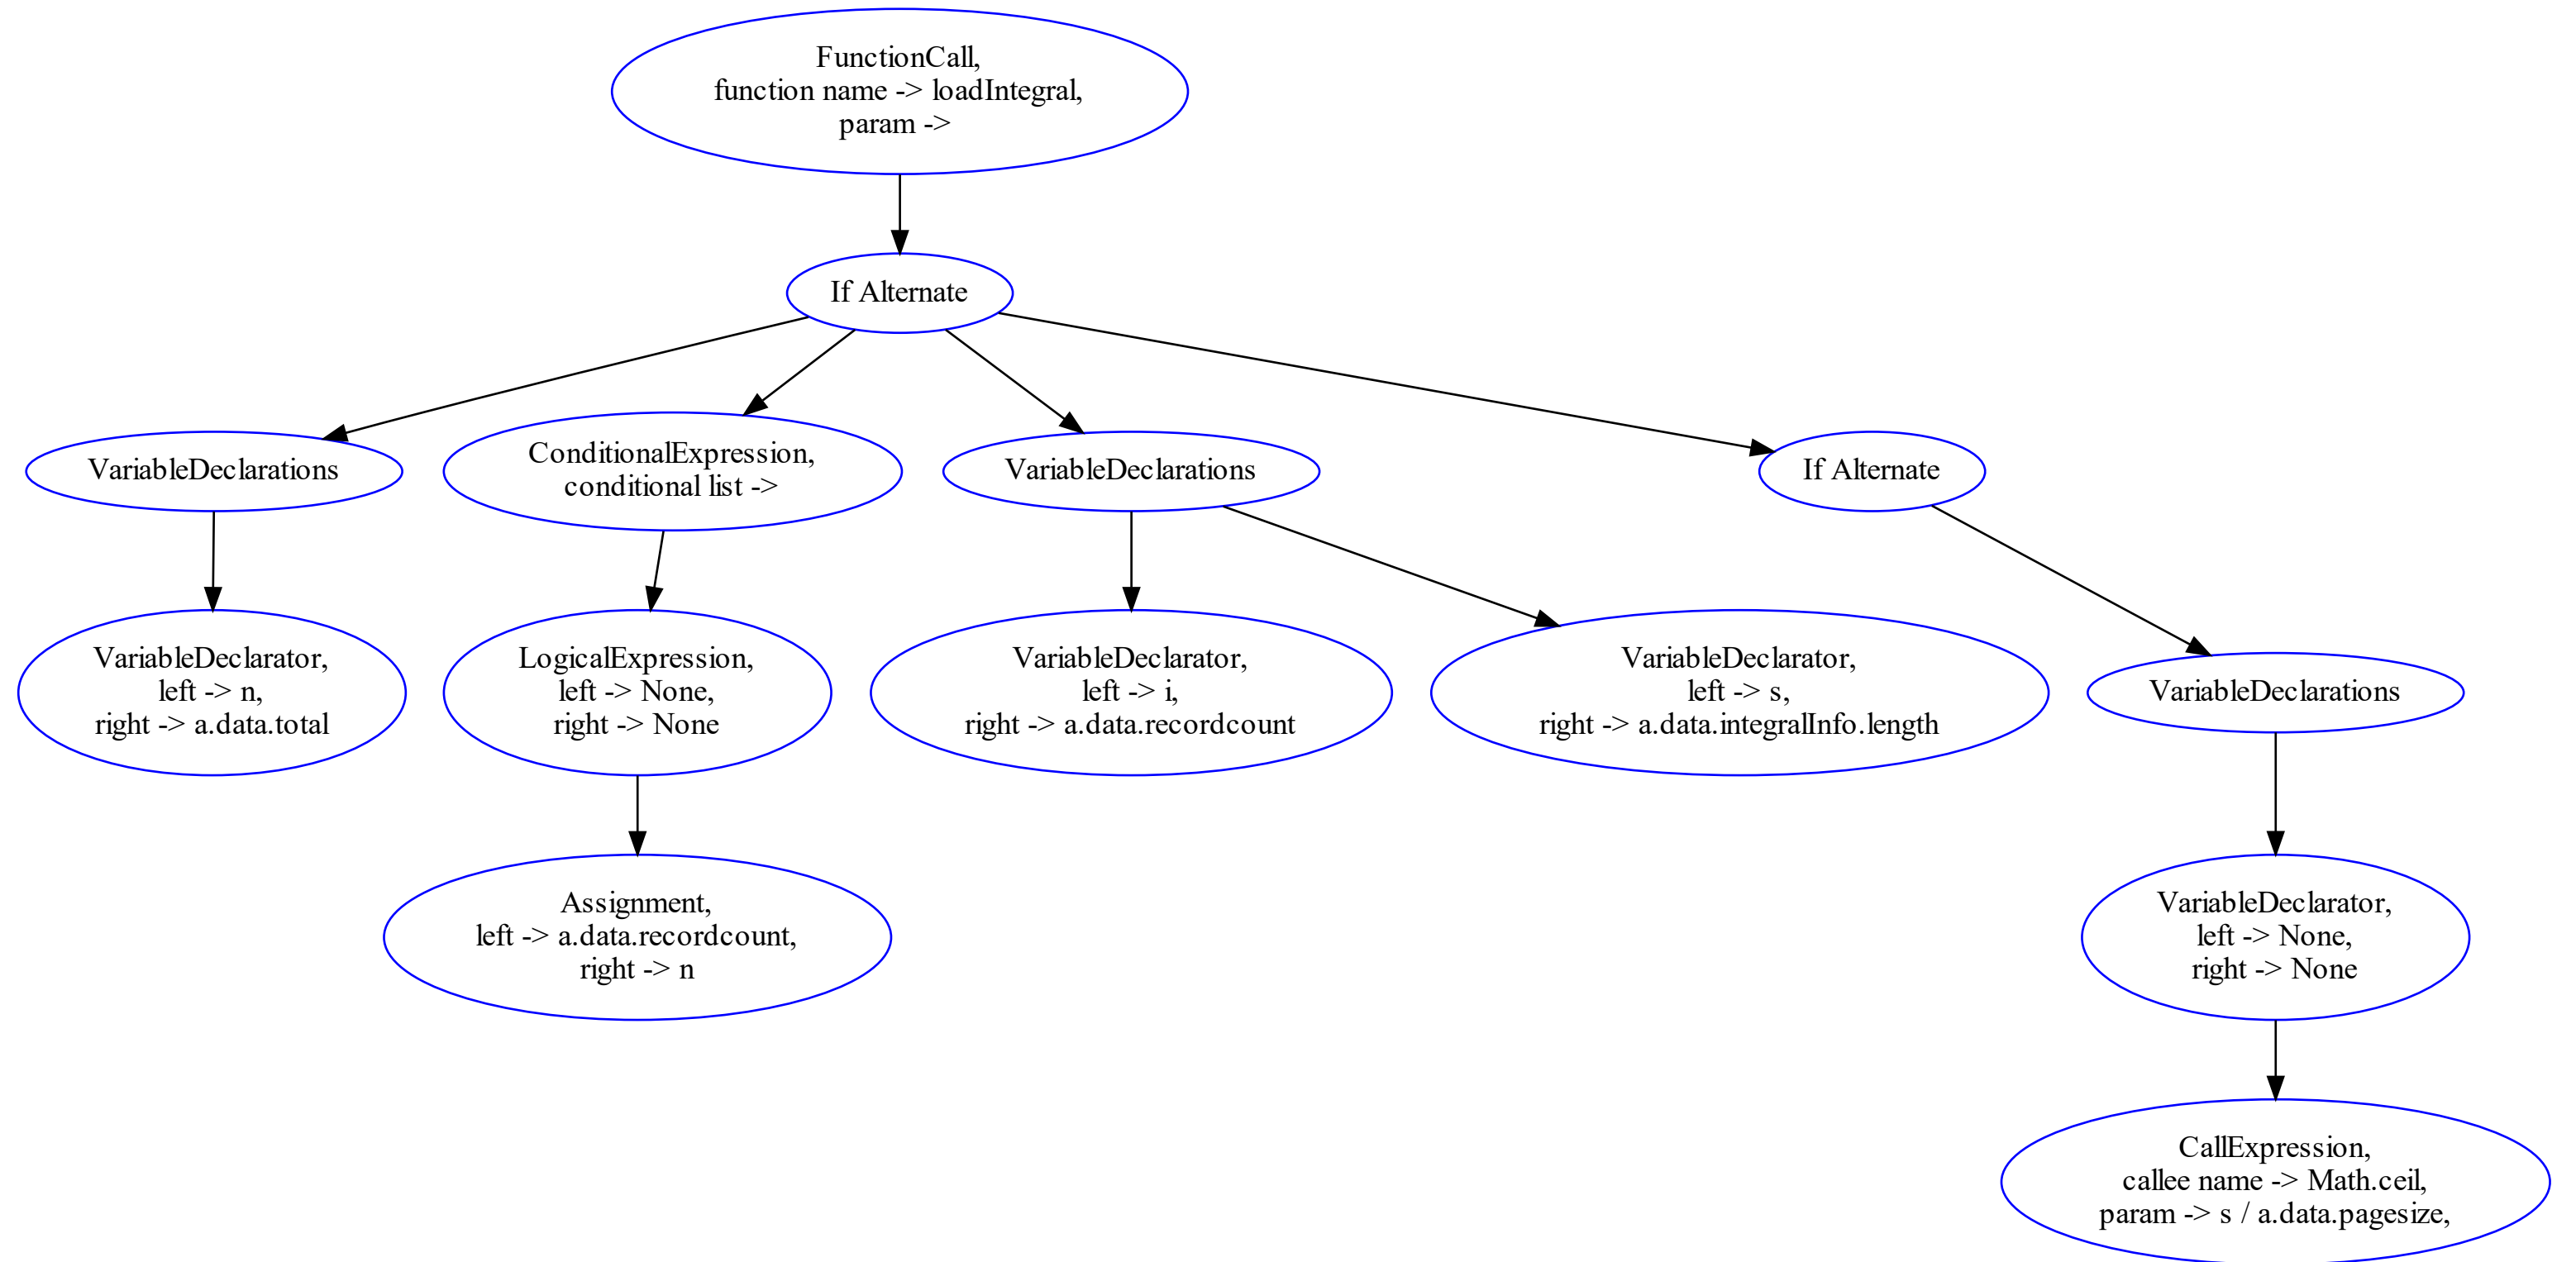 FunctionCall,
function name -> loadIntegral,
param ->
If Alternate
VariableDeclarations
ConditionalExpression,
conditional list ->
VariableDeclarations
If Alternate
VariableDeclarator,
left -> n,
right -> a.data.total
LogicalExpression,
left -> None,
right -> None
VariableDeclarator,
left -> i,
right -> a.data.recordcount
VariableDeclarator,
left -> s,
right -> a.data.integralInfo.length
VariableDeclarations
Assignment,
left -> a.data.recordcount,
right -> n
VariableDeclarator,
left -> None,
right -> None
CallExpression,
callee name -> Math.ceil,
param -> s / a.data.pagesize,